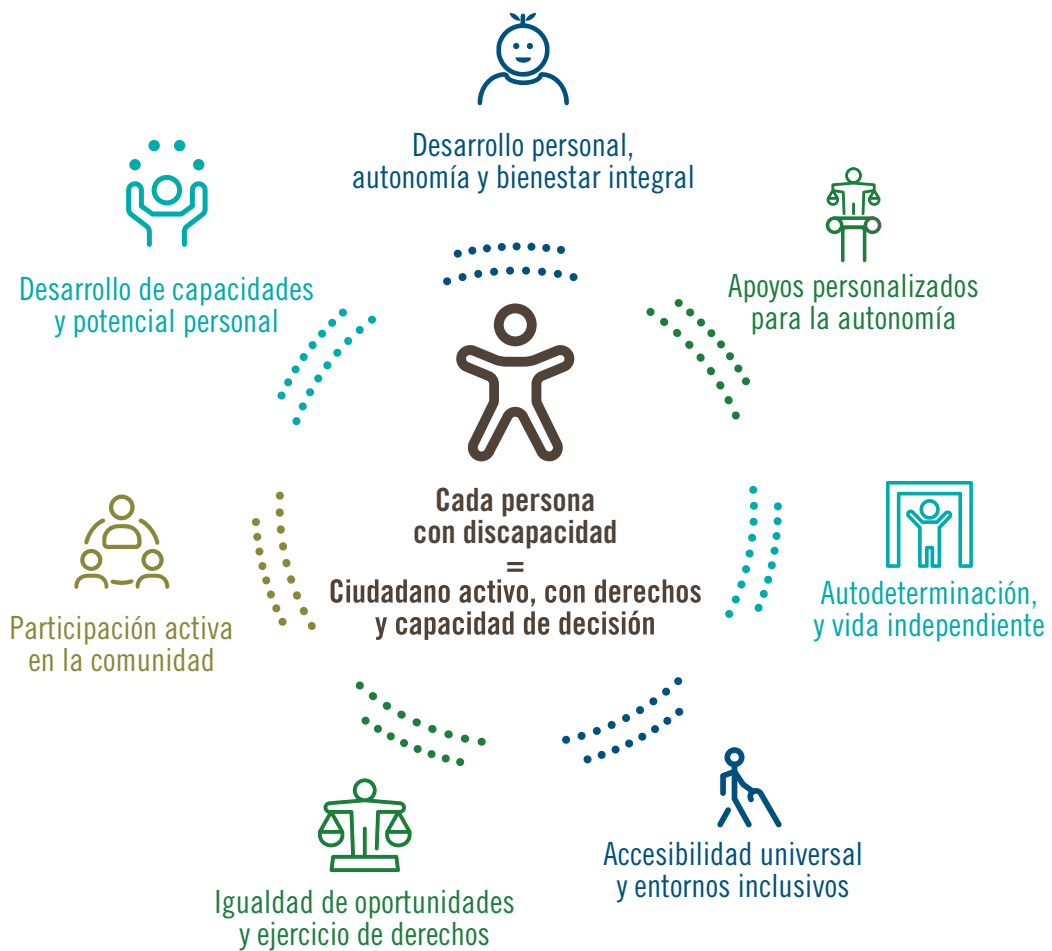 Desarrollo personal,
autonomía y bienestar integral
Apoyos personalizados
para la autonomía
Autodeterminación,
y vida independiente
Accesibilidad universal
y entornos inclusivos
Igualdad de oportunidades
y ejercicio de derechos
Participación activa
en la comunidad
Desarrollo de capacidades
y potencial personal
Cada persona
con discapacidad
=
Ciudadano activo, con derechos
y capacidad de decisión